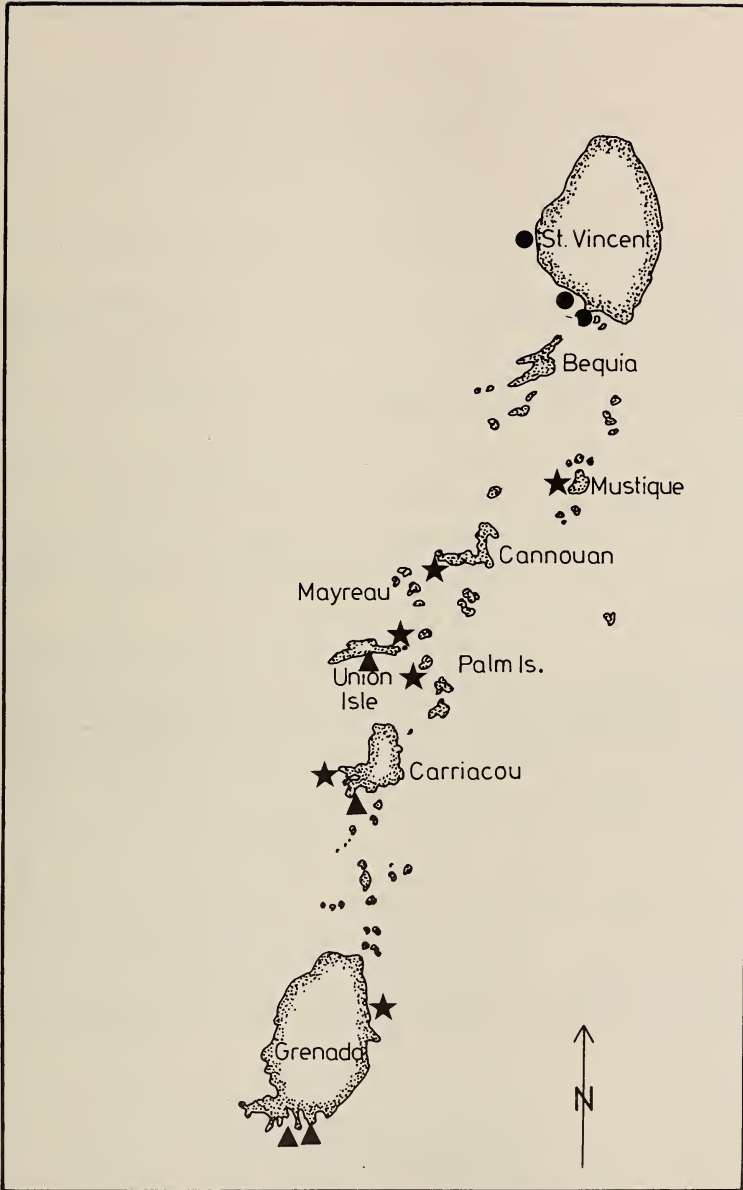 St. Vincent
Bequia
Mustique
Cannouan
Mayreau
Palm Is.
Union
Isle
Carriacou
Grenada
N